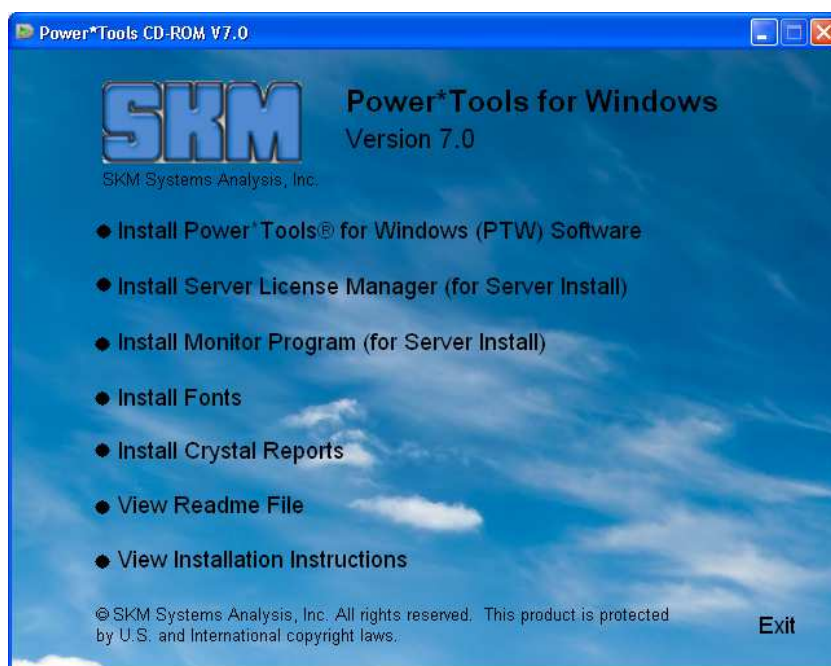 Power*Tools CD-ROM V7.0
SKM
SKM Systems Analysis, Inc.
Power*Tools for Windows
Version 7.0
Install Power*Tools® for Windows (PTW) Software
Install Server License Manager (for Server Install)
Install Monitor Program (for Server Install)
Install Fonts
Install Crystal Reports
View Readme File
View Installation Instructions
© SKM Systems Analysis, Inc. All rights reserved. This product is protected
by U.S. and International copyright laws.
Exit